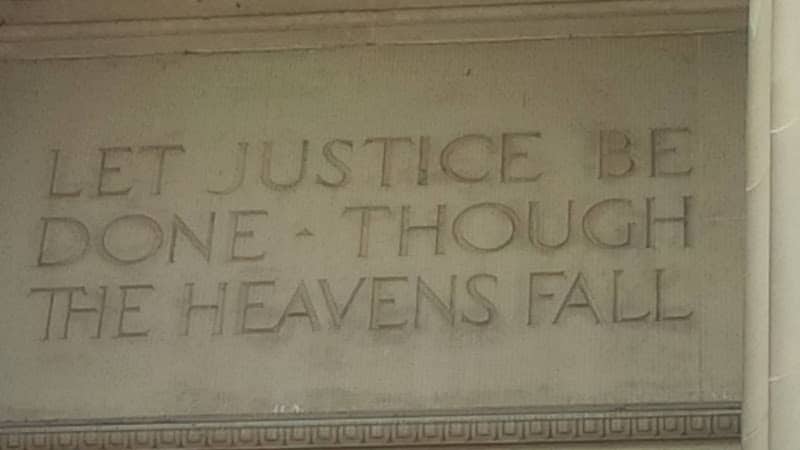 LET JUSTICE BE
DONE - THOUGH
THE HEAVENS FALL